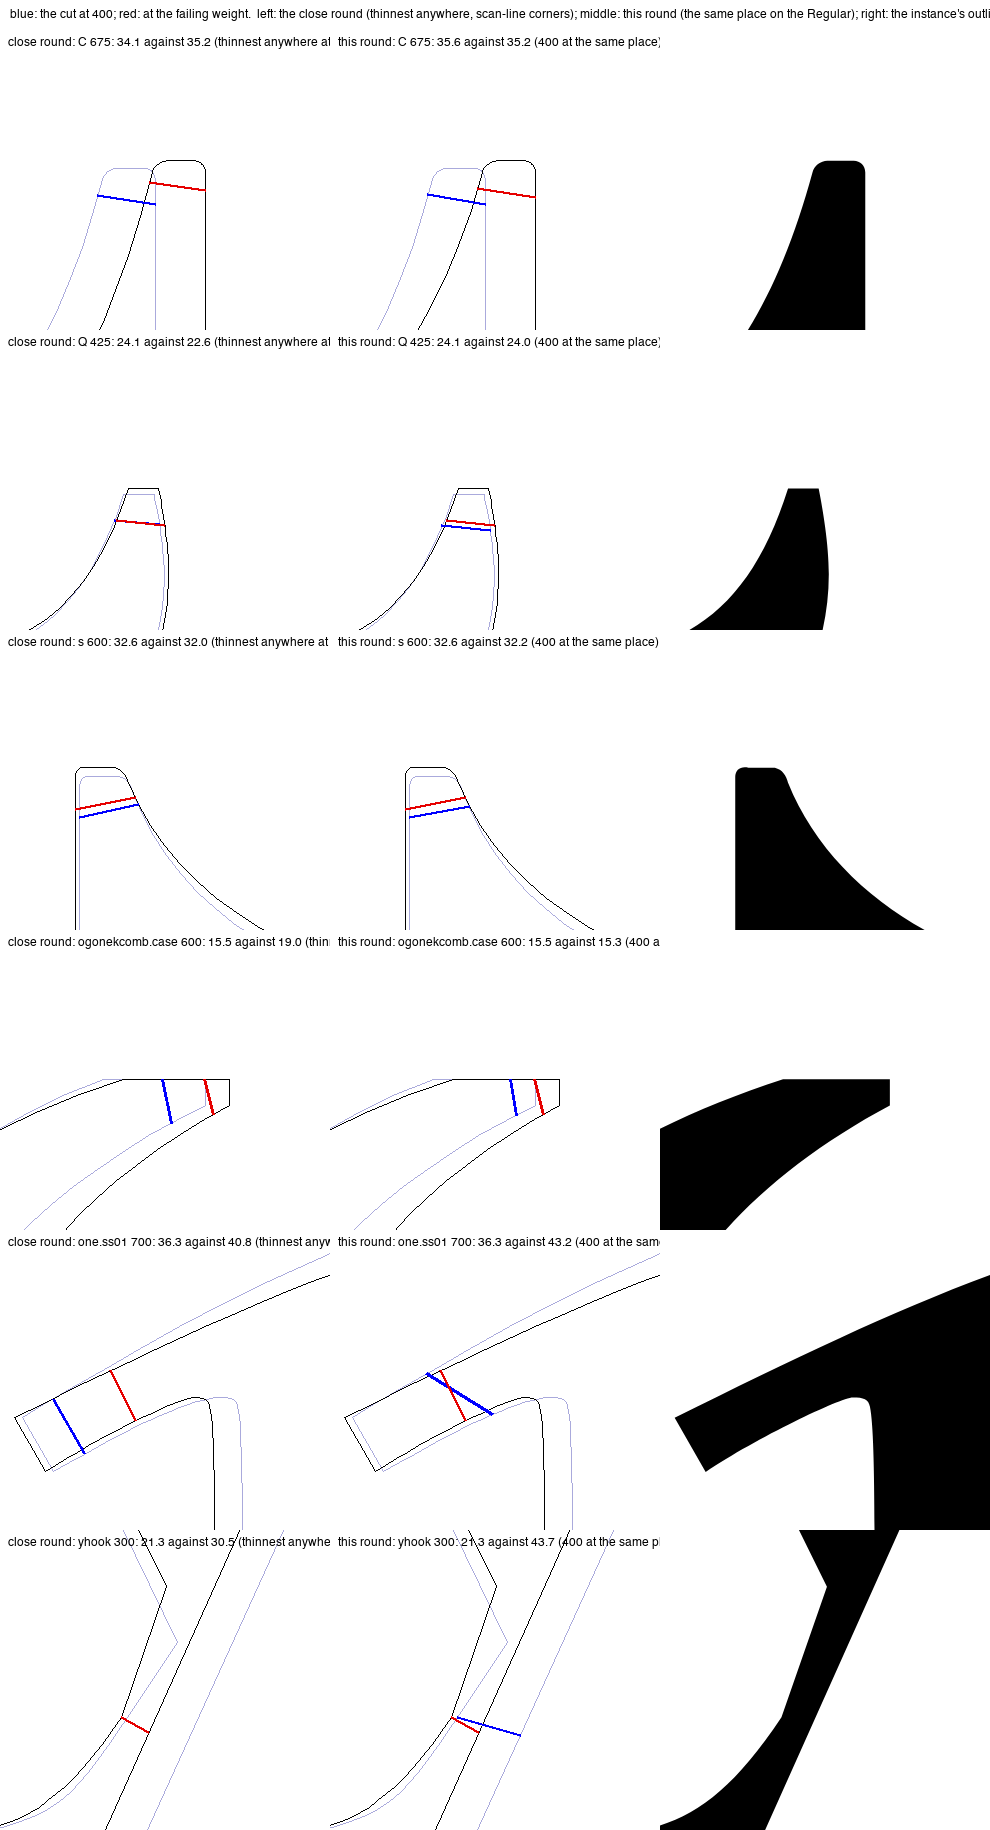 blue: the cut at 400; red: at the failing weight.  left: the close round (thinnest anywhere, scan-line corners); middle: this round (the same place on the Regular); right: the instance's outli
close round: C 675: 34.1 against 35.2 (thinnest anywhere at
this round: C 675: 35.6 against 35.2 (400 at the same place)
close round: Q 425: 24.1 against 22.6 (thinnest anywhere at
this round: Q 425: 24.1 against 24.0 (400 at the same place)
close round: s 600: 32.6 against 32.0 (thinnest anywhere at
this round: s 600: 32.6 against 32.2 (400 at the same place)
close round: ogonekcomb.case 600: 15.5 against 19.0 (thin
this round: ogonekcomb.case 600: 15.5 against 15.3 (400 a
close round: one.ss01 700: 36.3 against 40.8 (thinnest anyw
this round: one.ss01 700: 36.3 against 43.2 (400 at the sam
close round: yhook 300: 21.3 against 30.5 (thinnest anywhe
this round: yhook 300: 21.3 against 43.7 (400 at the same pl